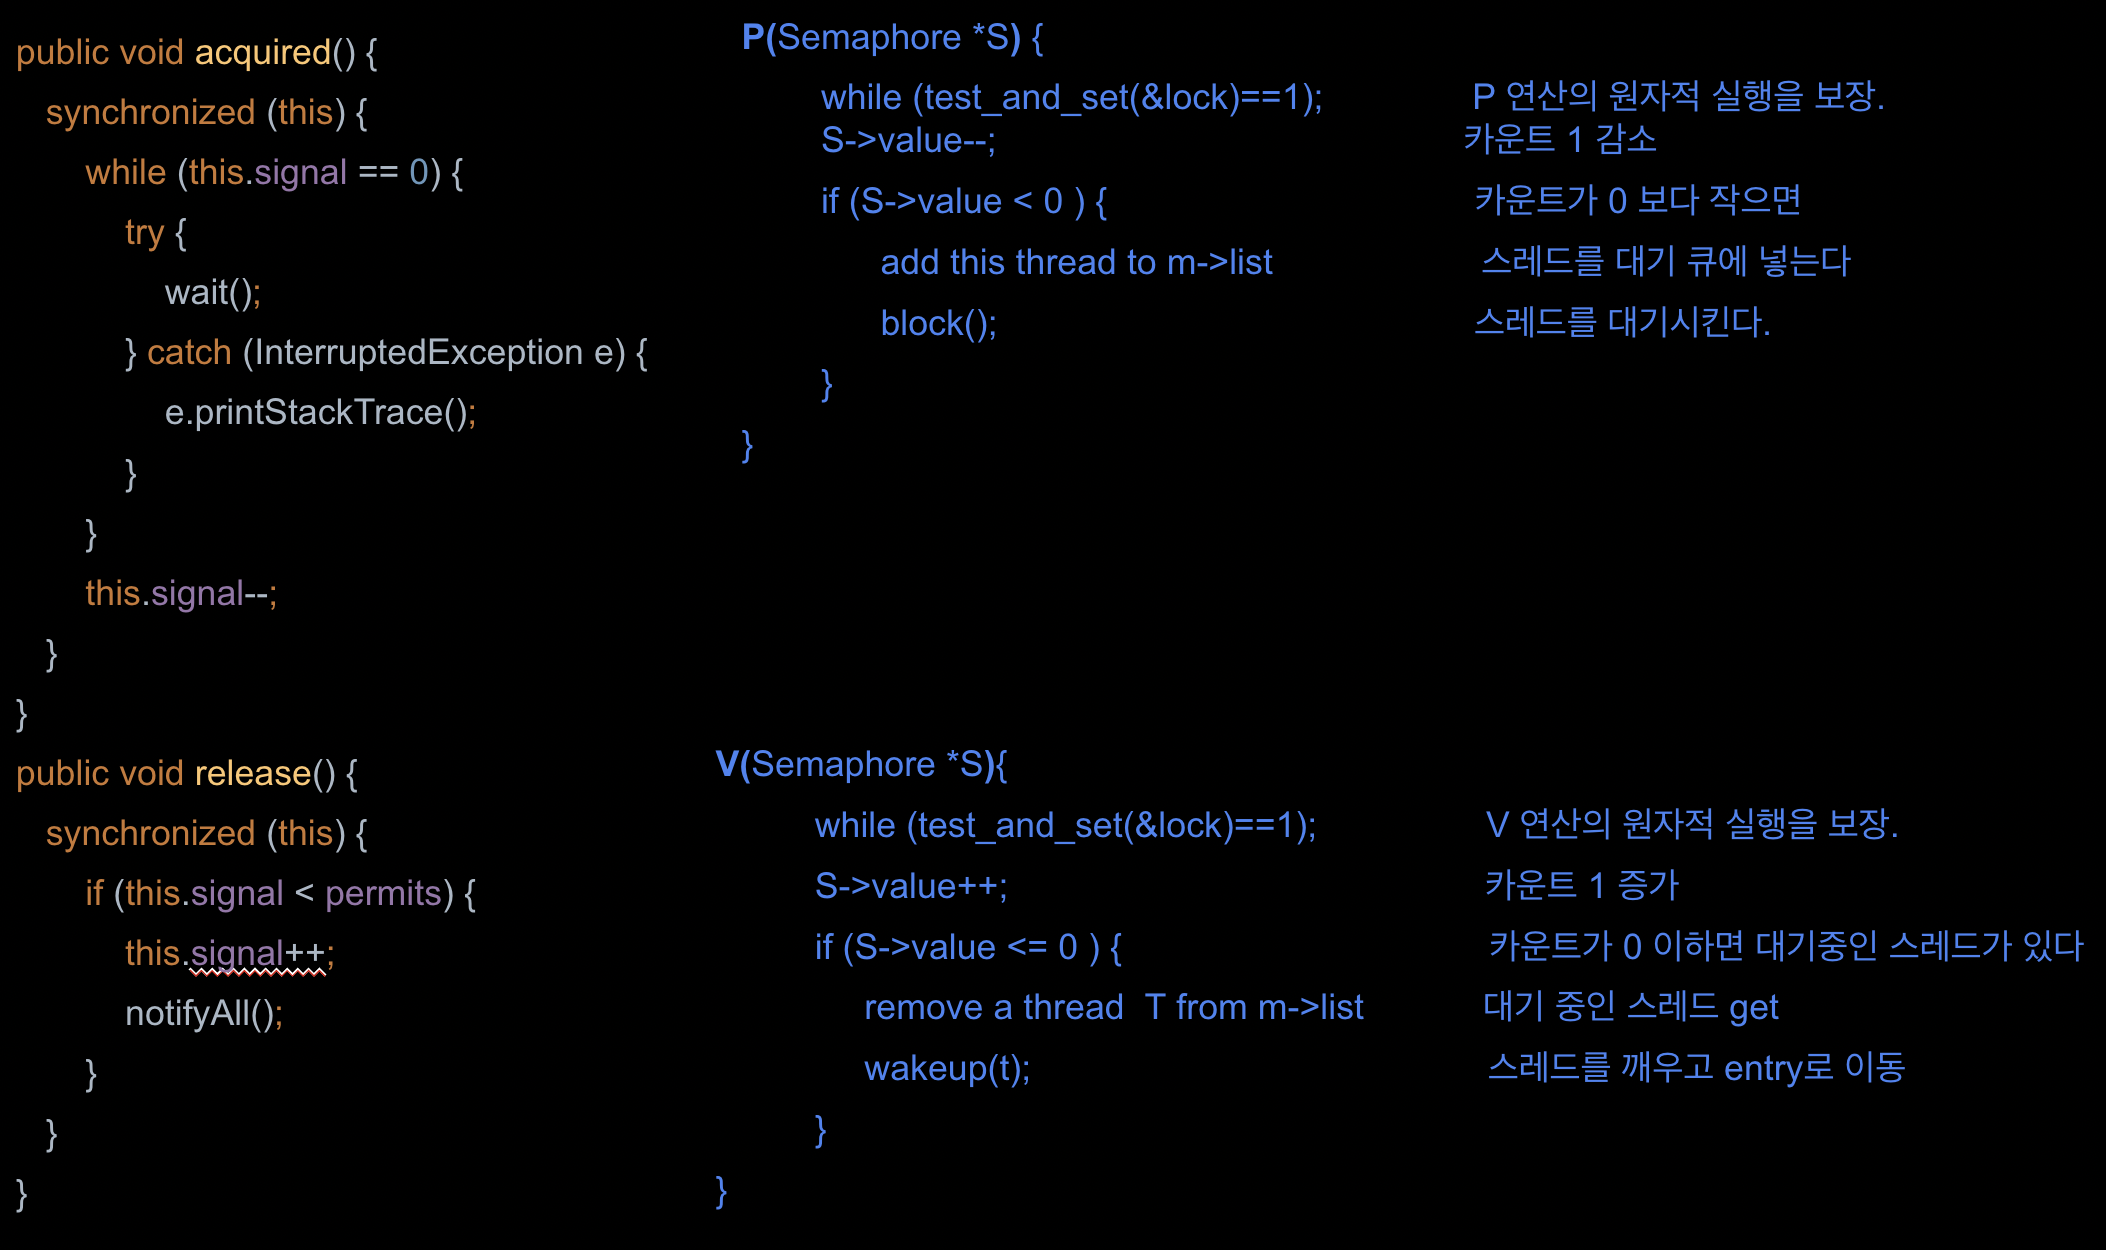 public void acquired() {
synchronized (this) {
while (this.signal == 0) {
try {
wait();
} catch (InterruptedException e) {
e.printStackTrace();
}
}
this.signal--;
}
}
public void release() {
synchronized (this) {
if (this.signal < permits) {
this.signal++;
notifyAll();
}
}
}
P(Semaphore *S) {
while (test_and_set(&lock)==1); P 연산의 원자적 실행을 보장.
S->value--; 카운트 1 감소
if (S->value < 0 ) { 카운트가 0 보다 작으면
add this thread to m->list 스레드를 대기 큐에 넣는다
block(); 스레드를 대기시킨다.
}
}
V(Semaphore *S){
while (test_and_set(&lock)==1); V 연산의 원자적 실행을 보장.
S->value++; 카운트 1 증가
if (S->value <= 0 ) { 카운트가 0 이하면 대기중인 스레드가 있다
remove a thread T from m->list 대기 중인 스레드 get
wakeup(t); 스레드를 깨우고 entry로 이동
}
}